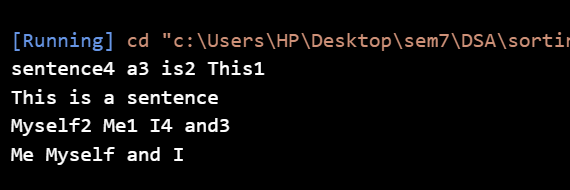 [Running] cd "c:\Users\HP\Desktop\sem7\DSA\sortin
sentence4 a3 is2 This1
This is a sentence
Myself2 Me1 I4 and3
Me Myself and I